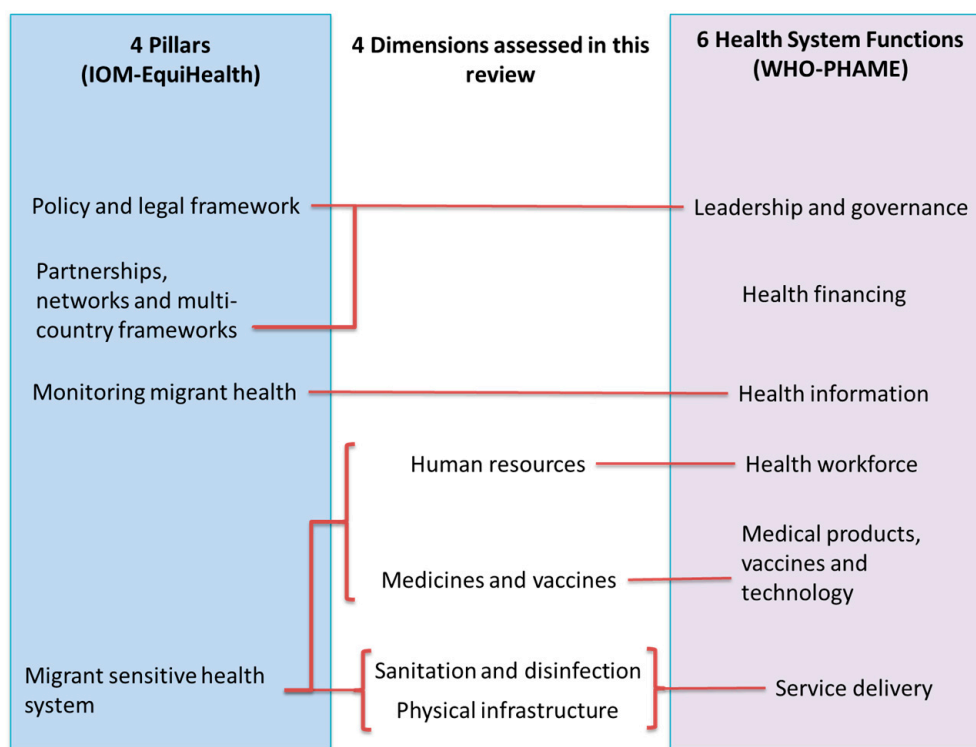 4 Pillars
(IOM-EquiHealth)
4 Dimensions assessed in this
review
6 Health System Functions
(WHO-PHAME)
Policy and legal framework
Leadership and governance
Partnerships,
networks and multi-
country frameworks
Health financing
Monitoring migrant health
Health information
Human resources
Health workforce
Medicines and vaccines
Medical products,
vaccines and
technology
Migrant sensitive health
system
Sanitation and disinfection
Physical infrastructure
Service delivery